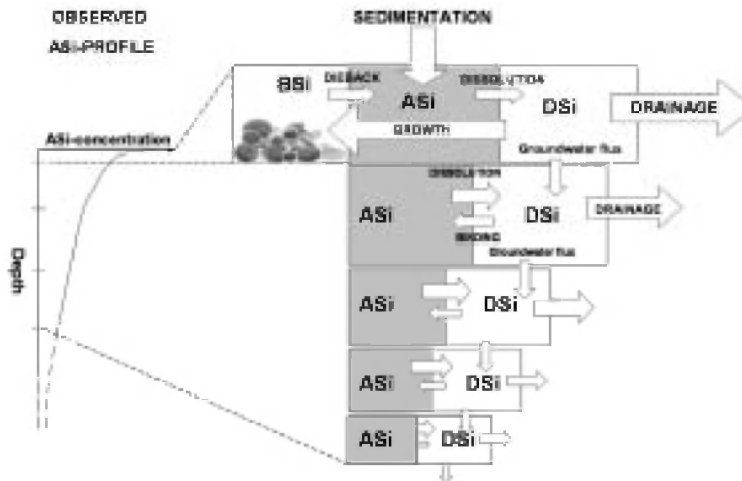 OBSERVED
ASi-PROFILE
SEDIMENTATION
BSi
DIEBACK
ASi
DISSOLUTION
DSi
DRAINAGE
GROWTH
ASi-concentration
Groundwater flux
DISSOLUTION
ASi
DSi
DRAINAGE
BINDING
Groundwater flux
Depth
ASi
DSi
ASi
DSi
ASi
DSi